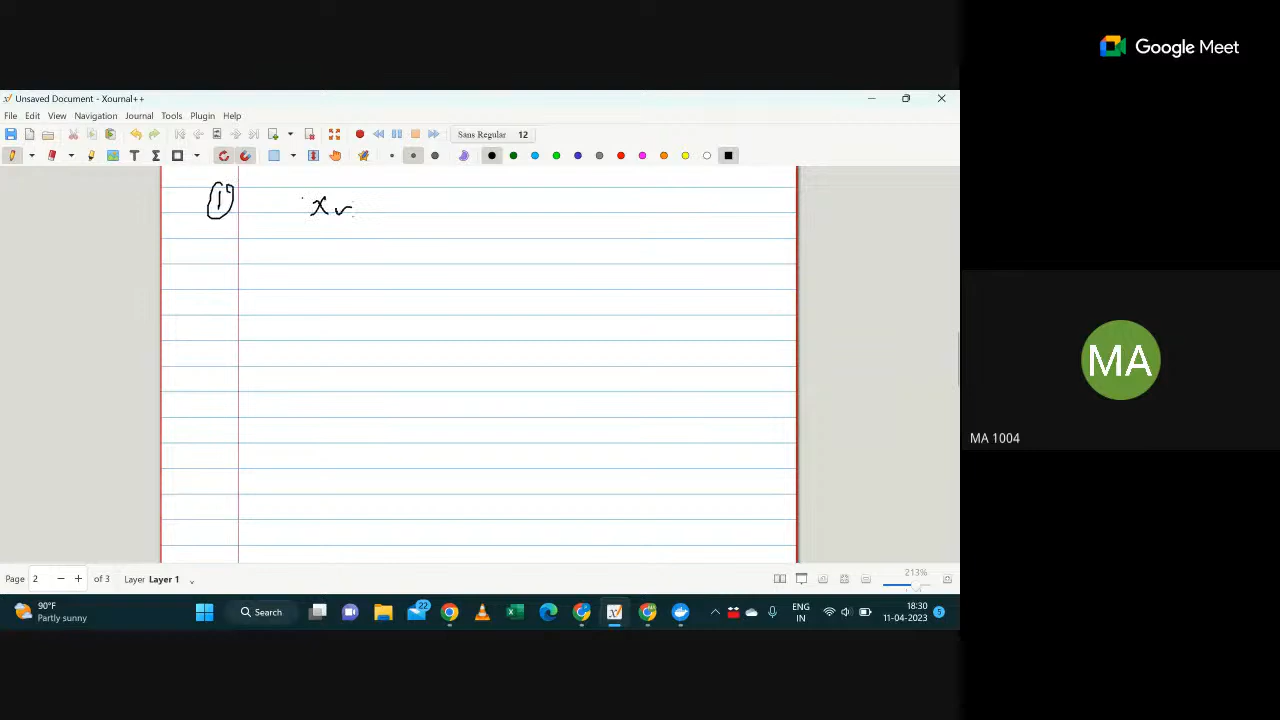 Google Meet
Unsaved Document - Xournal++
File Edit View Navigation Journal Tools Plugin Help
Sans Regular 12
①
x
MA
MA 1004
Page 2 of 3 Layer Layer 1
213%
90°F
Partly sunny
Search
22
ENG
IN
18:30
11-04-2023
5